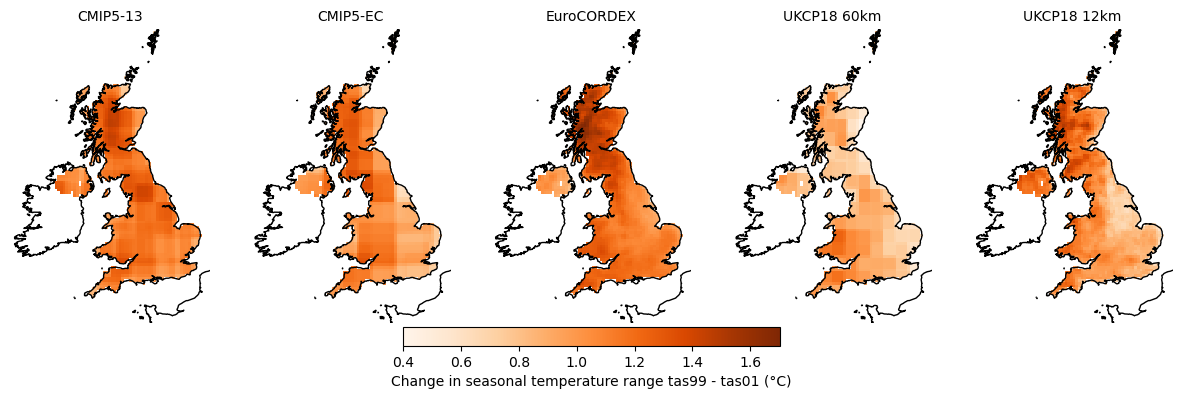 CMIP5-13 CMIP5-EC EuroCORDEX UKCP18 60km UKCP18 12km
0.4 0.6 0.8 1.0 1.2 1.4 1.6
Change in seasonal temperature range tas99 - tas01 (°C)